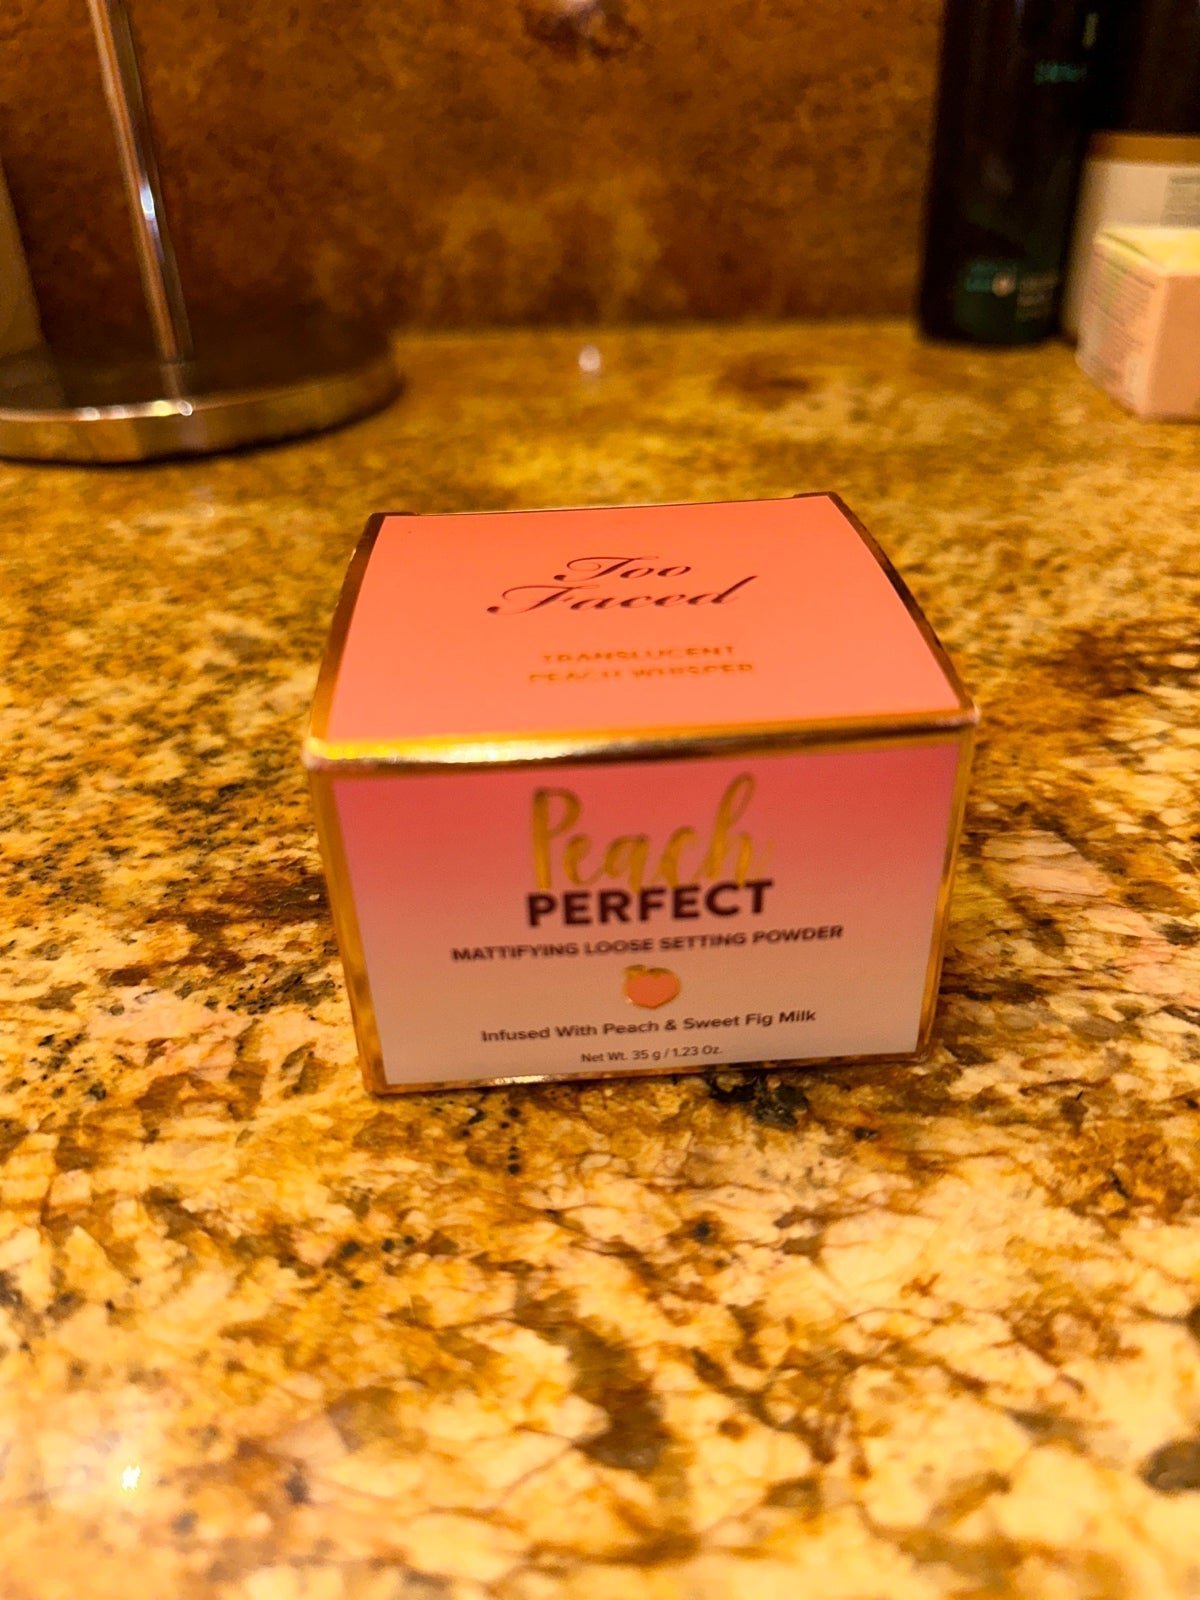 Too
Faced
TRANSLUCENT
PEACH WHISPER
Peach
PERFECT
MATTIFYING LOOSE SETTING POWDER
Infused With Peach & Sweet Fig Milk
Net Wt. 35 g / 1.23 Oz.